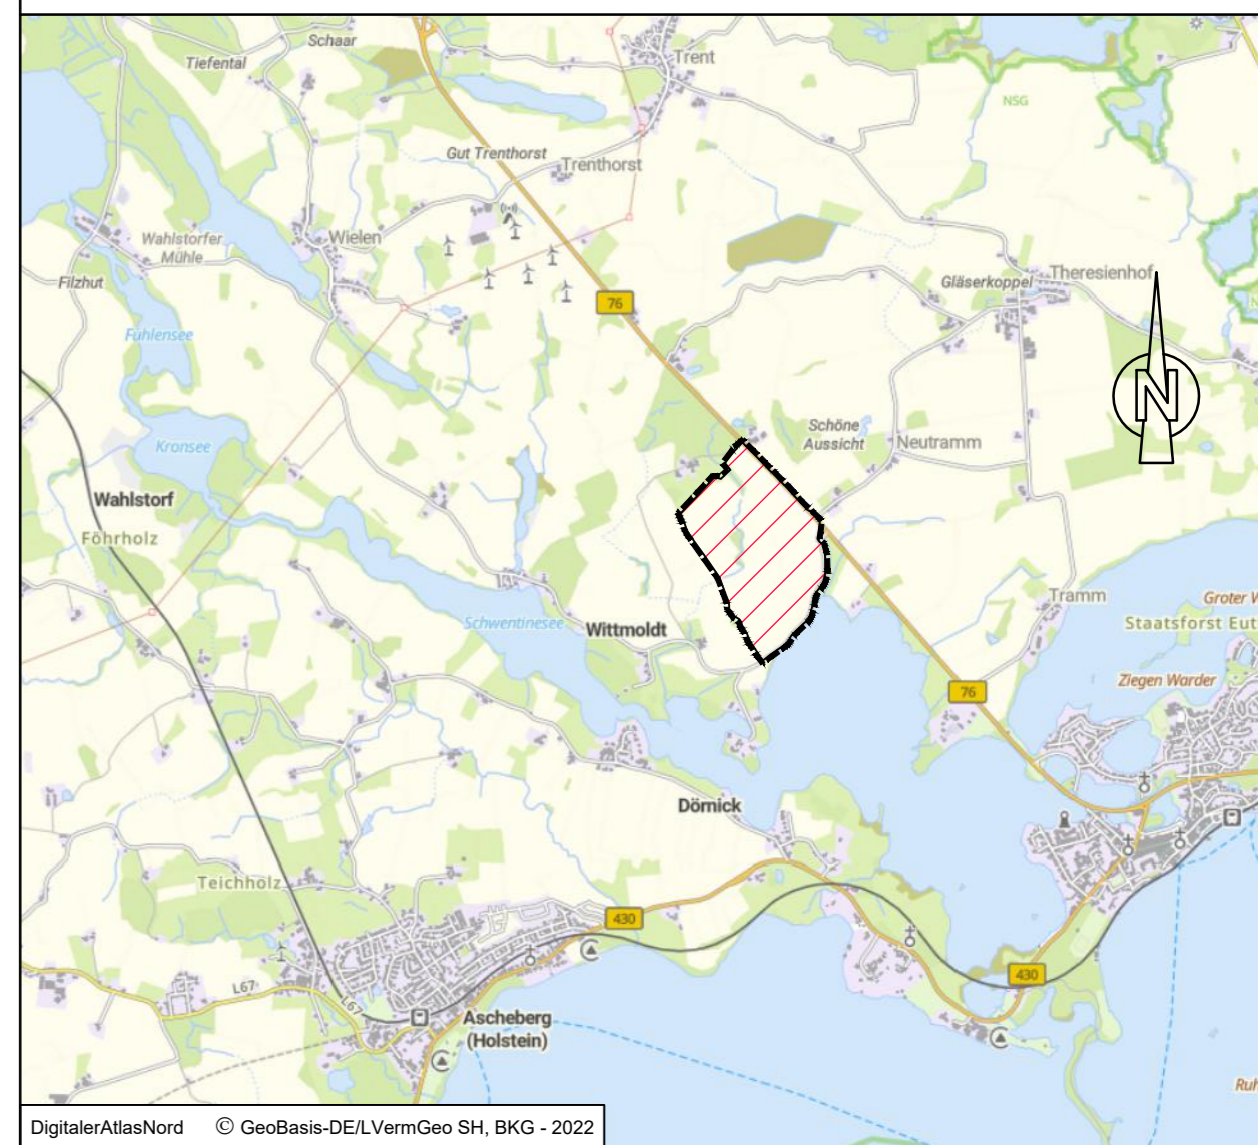 Schaar
Tiefental
Trent
NSG
Gut Trenthorst
Trenthorst
Wahlstorfer
Mühle
Wielen
Filzhut
Gläserkoppel
Theresienhof
76
Fuhlensee
Schöne
Aussicht
Neutramm
N
Kronsee
Wahlstorf
Föhrholz
Schwentinesee
Wittmoldt
Tramm
Groter W
Staatsforst Eut
Ziegen Warder
76
Dörnick
Teichholz
430
430
L67
L67
Ascheberg
(Holstein)
Ruh
DigitalerAtlasNord © GeoBasis-DE/LVermGeo SH, BKG - 2022